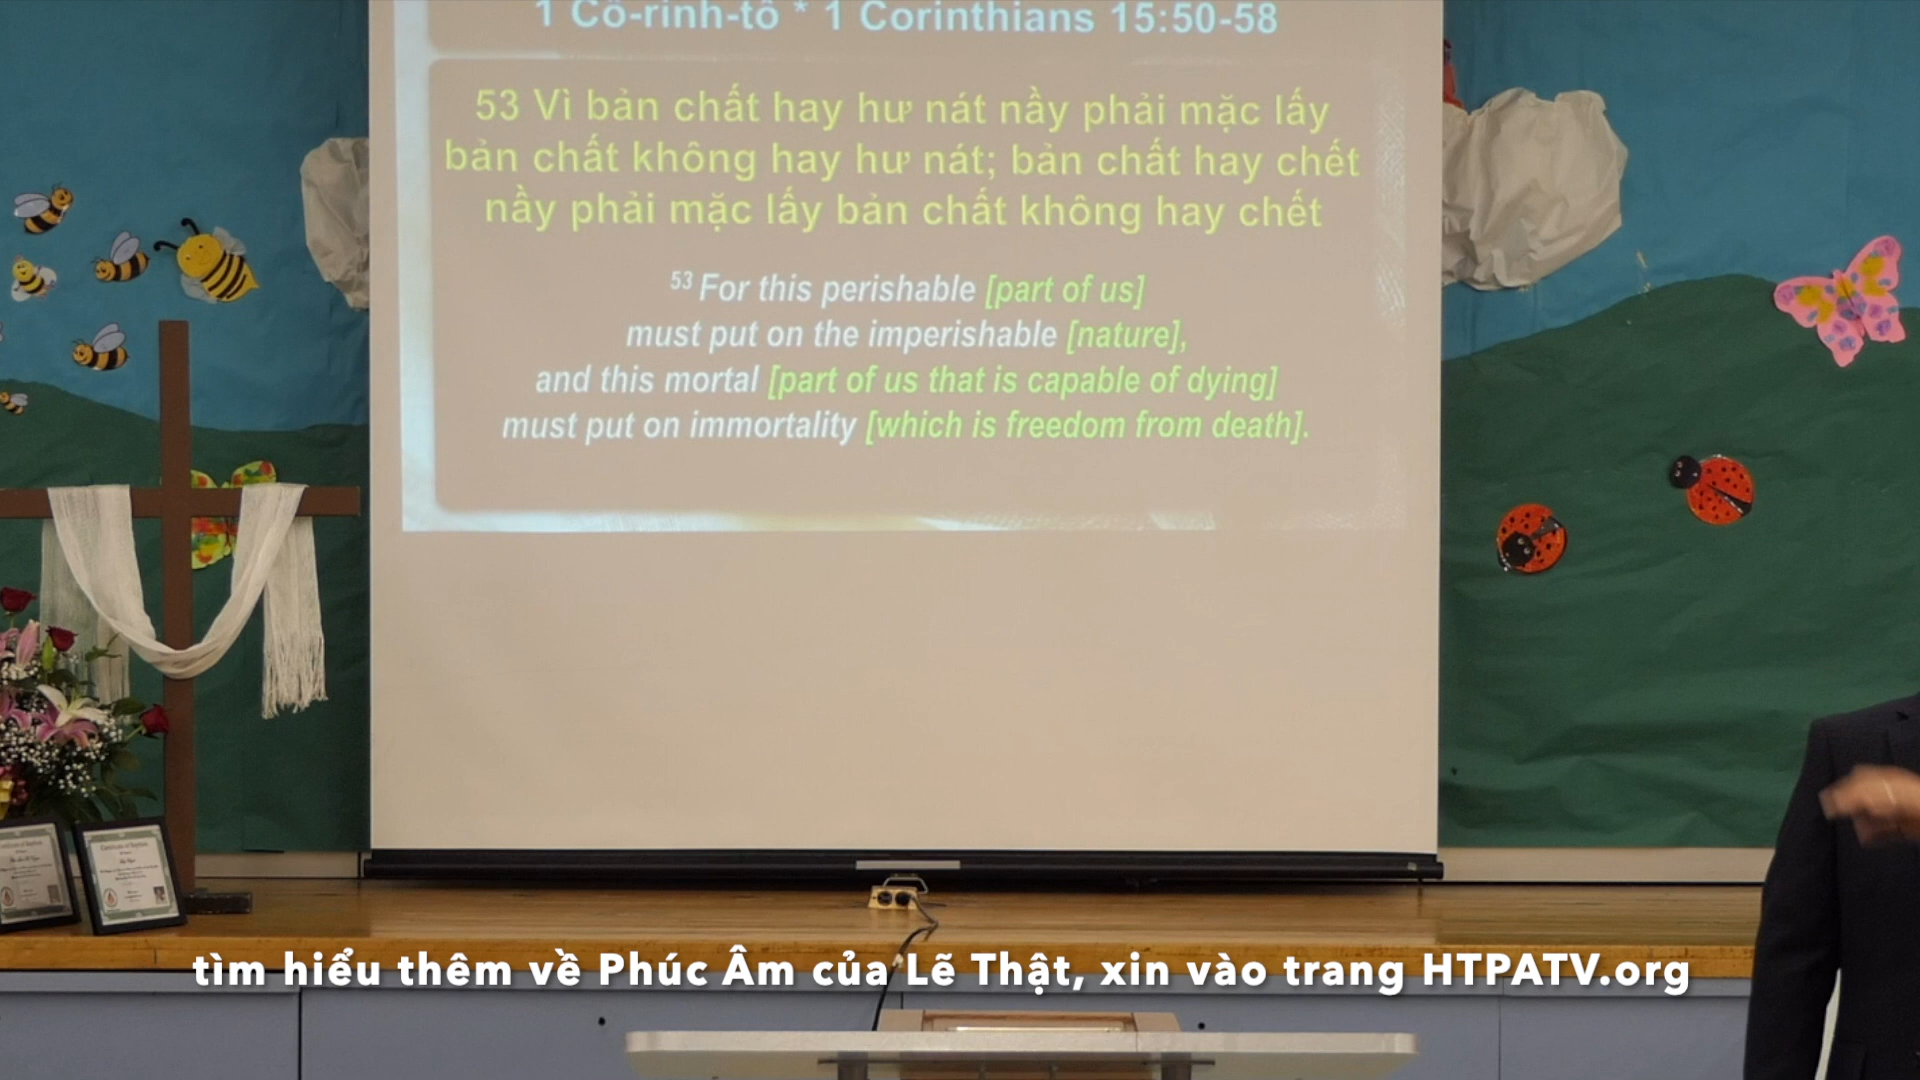 1 Cô-rinh-tô * 1 Corinthians 15:50-58
53 Vì bản chất hay hư nát nầy phải mặc lấy
bản chất không hay hư nát; bản chất hay chết
nầy phải mặc lấy bản chất không hay chết
53 For this perishable [part of us]
must put on the imperishable [nature],
and this mortal [part of us that is capable of dying]
must put on immortality [which is freedom from death].
tìm hiểu thêm về Phúc Âm của Lẽ Thật, xin vào trang HTPATV.org